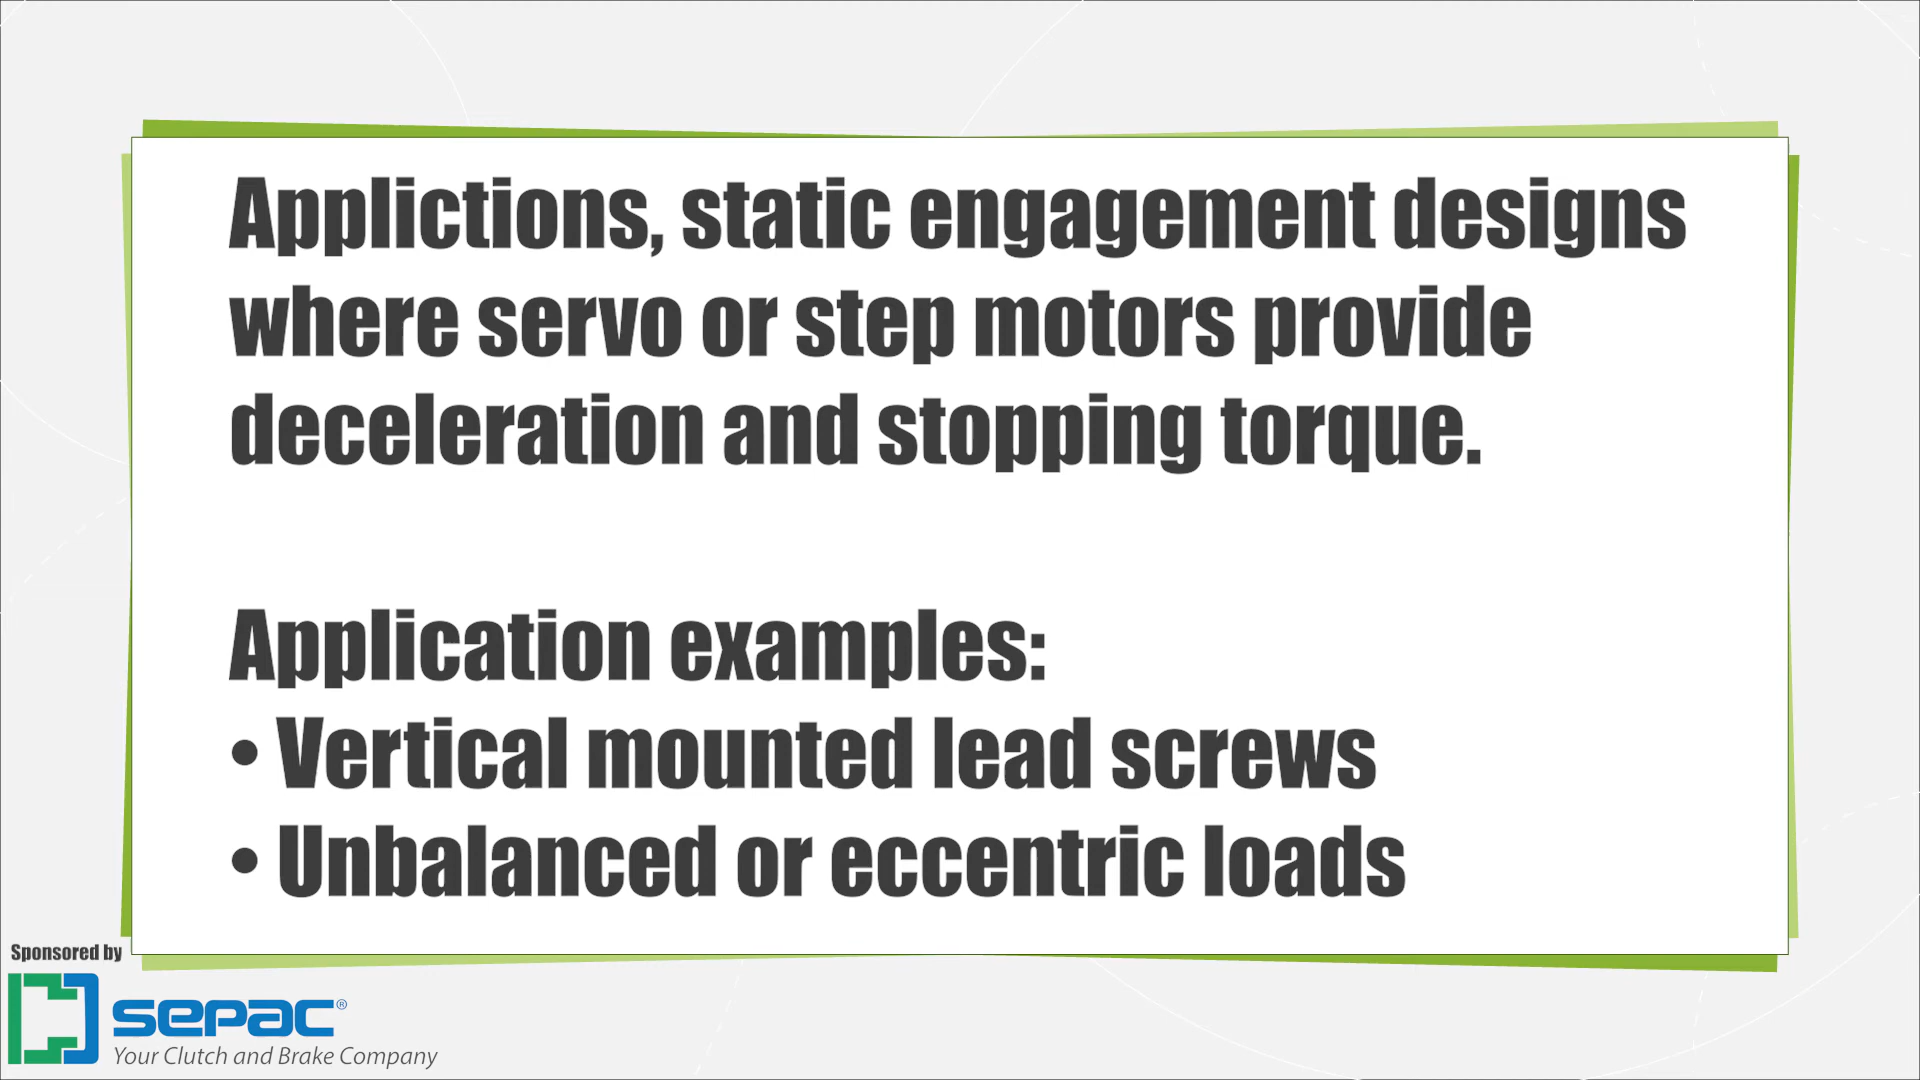 Applictions, static engagement designs
where servo or step motors provide
deceleration and stopping torque.
Application examples:
• Vertical mounted lead screws
• Unbalanced or eccentric loads
Sponsored by
sepac®
Your Clutch and Brake Company